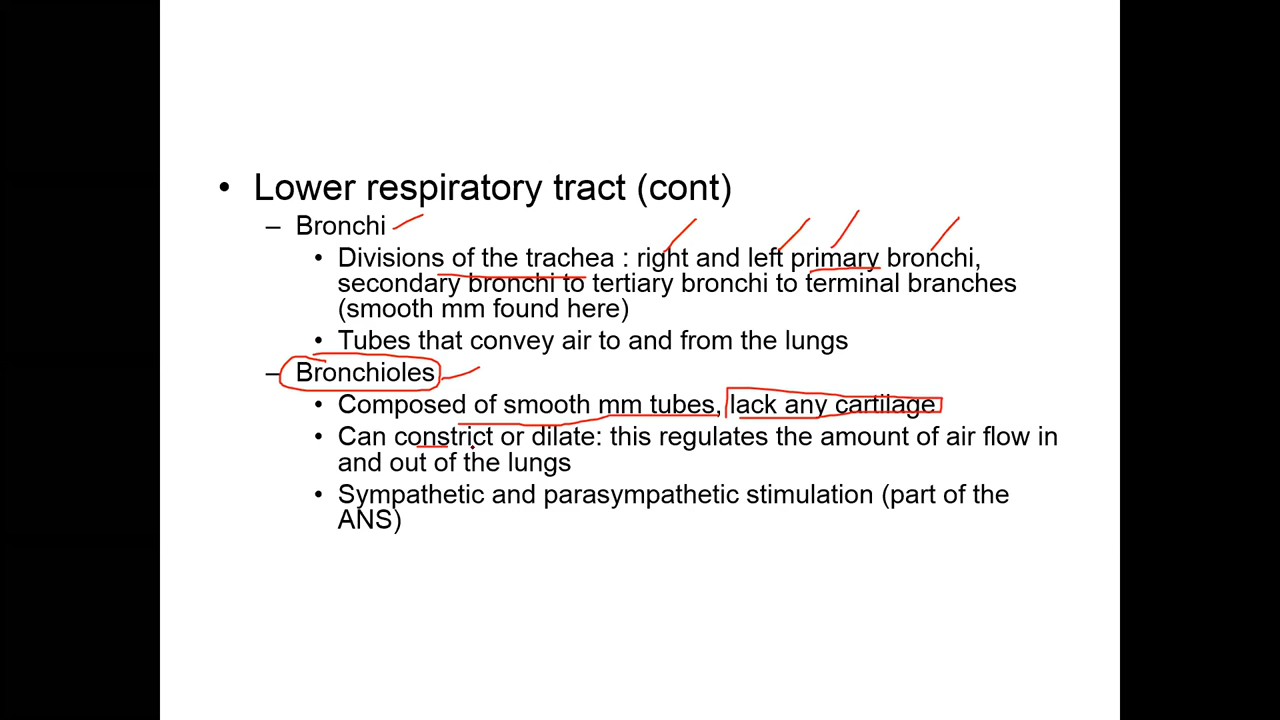 • Lower respiratory tract (cont)
– Bronchi
• Divisions of the trachea : right and left primary bronchi,
secondary bronchi to tertiary bronchi to terminal branches
(smooth mm found here)
• Tubes that convey air to and from the lungs
– Bronchioles
• Composed of smooth mm tubes, lack any cartilage
• Can constrict or dilate: this regulates the amount of air flow in
and out of the lungs
• Sympathetic and parasympathetic stimulation (part of the
ANS)